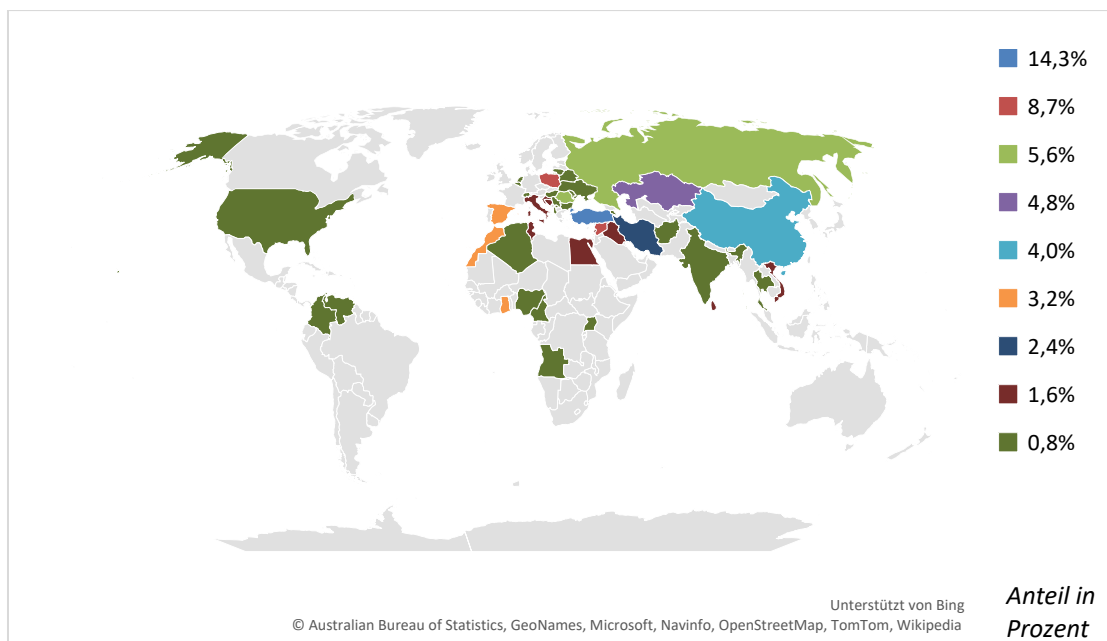 14,3%
8,7%
5,6%
4,8%
4,0%
3,2%
2,4%
1,6%
0,8%
Unterstützt von Bing
© Australian Bureau of Statistics, GeoNames, Microsoft, Navinfo, OpenStreetMap, TomTom, Wikipedia
Anteil in
Prozent